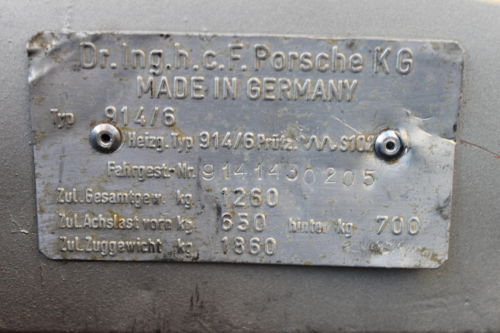 Dr. Ing. h. c. F. Porsche KG
MADE IN GERMANY
Typ 914/6
Heizg. Typ 914/6 Prüfz. S102
Fahrgest.-Nr. 9141430205
Zul. Gesamtgew. kg 1260
Zul. Achslast vorn kg 650 hinten kg 700
Zul. Zuggewicht kg 1860